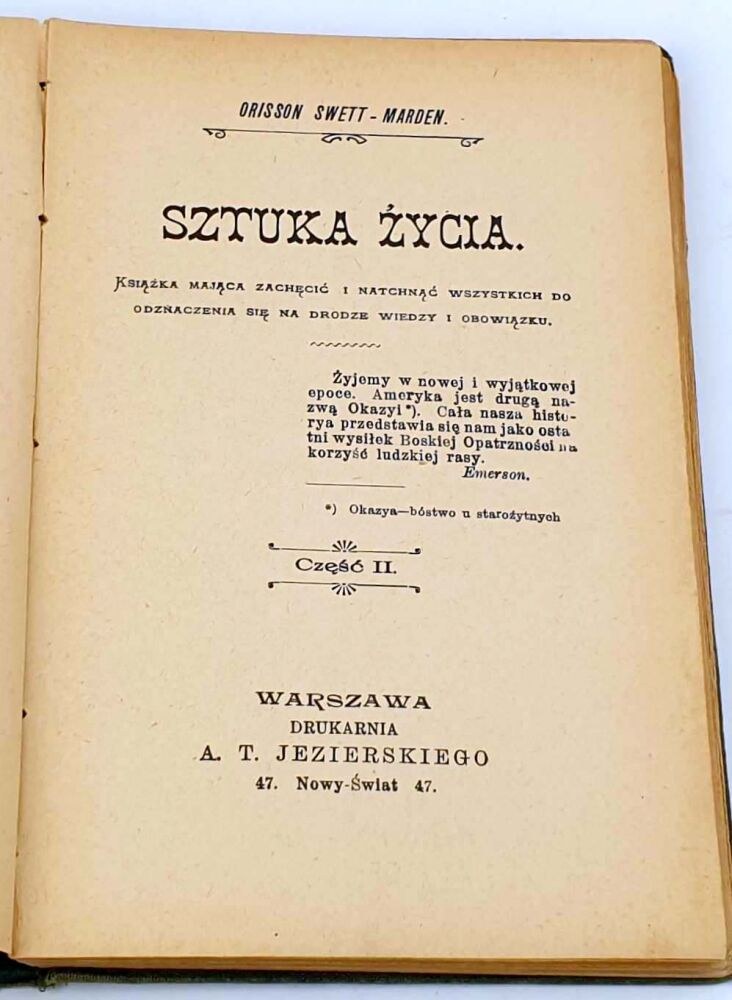 ORISSON SWETT - MARDEN.
SZTUKA ŻYCIA.
KSIĄŻKA MAJĄCA ZACHĘCIĆ I NATCHNĄĆ WSZYSTKICH DO
ODZNACZENIA SIĘ NA DRODZE WIEDZY I OBOWIĄZKU.
Żyjemy w nowej i wyjątkowej
epoce. Ameryka jest drugą na-
zwą Okazyi*). Cała nasza histo-
rya przedstawia się nam jako osta
tni wysiłek Boskiej Opatrzności na
korzyść ludzkiej rasy.
Emerson.
*) Okazya—bóstwo u starożytnych
Część II.
WARSZAWA
DRUKARNIA
A. T. JEZIERSKIEGO
47. Nowy-Świat 47.